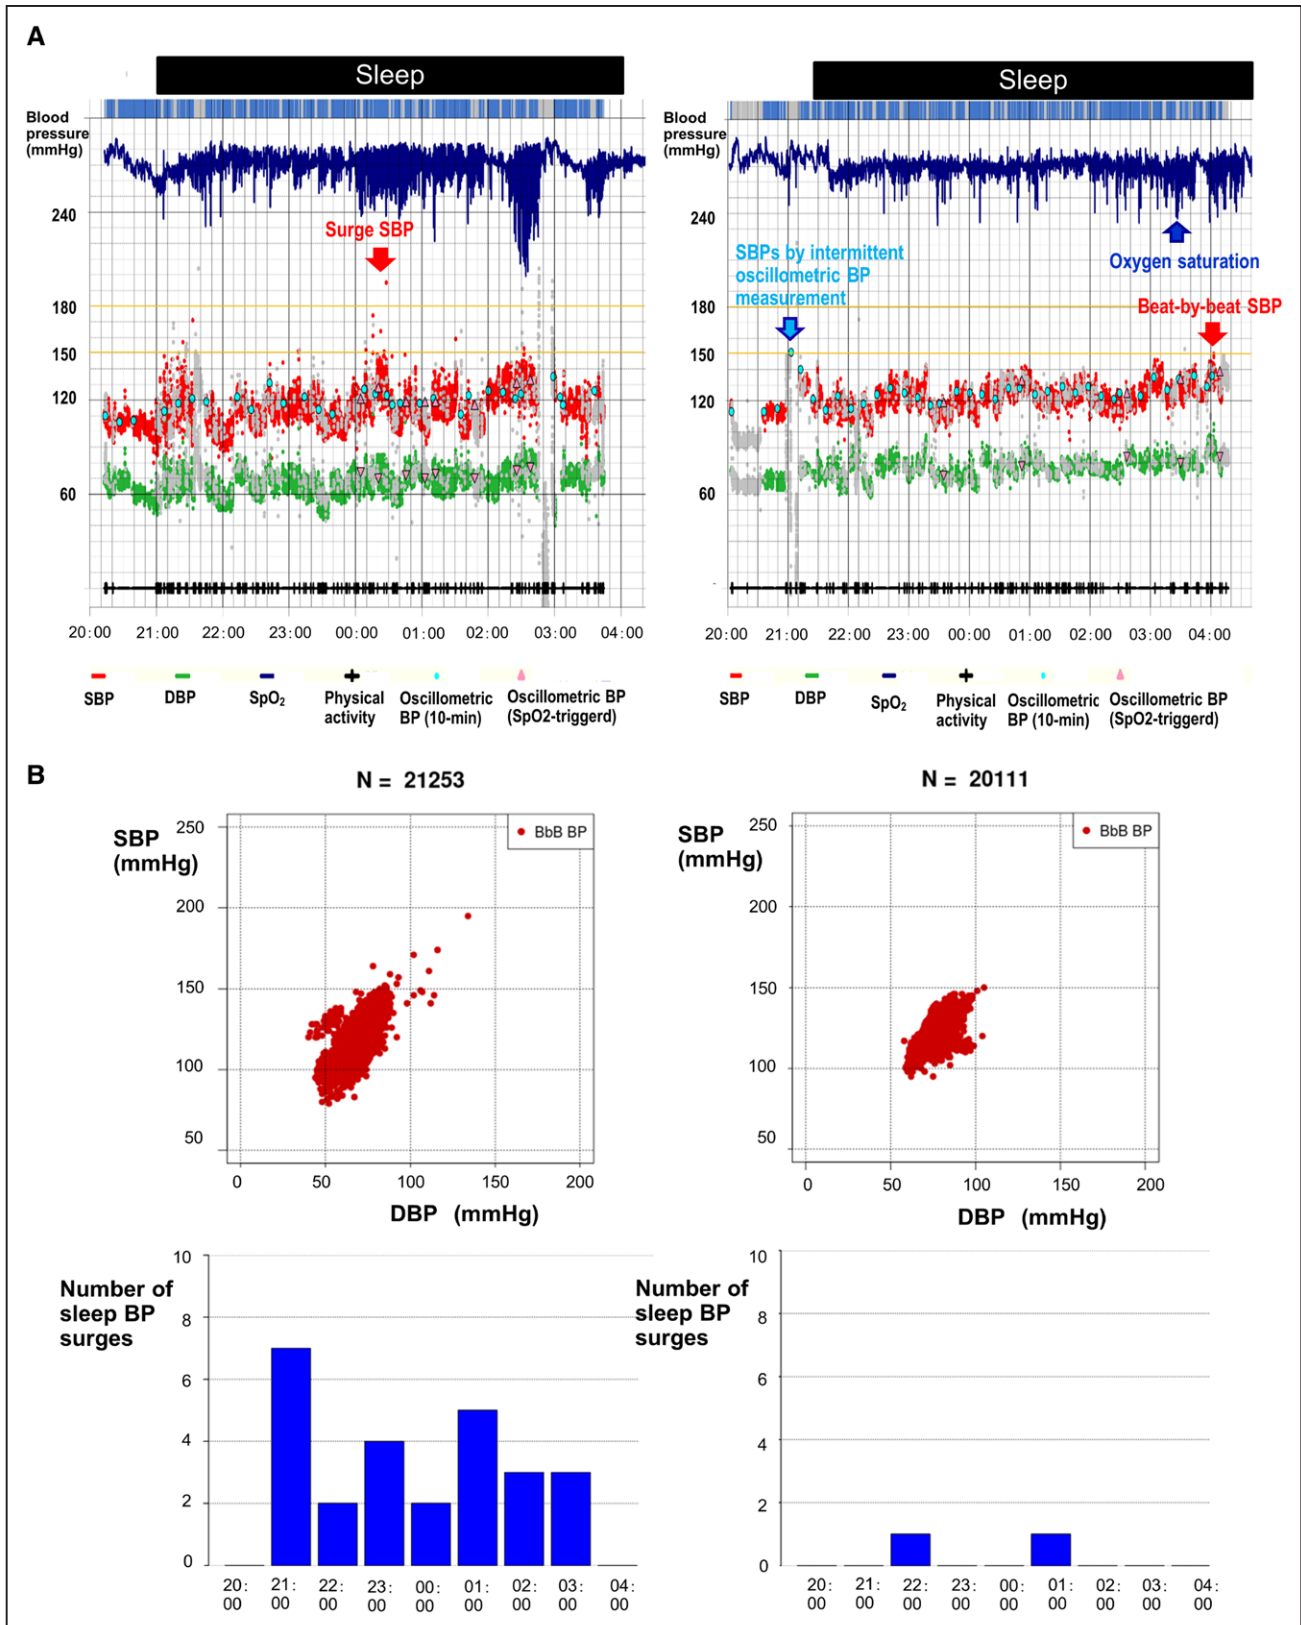 A
Sleep
Blood
pressure
(mmHg)
240
180
150
120
60
Surge SBP
20:00 21:00 22:00 23:00 00:00 01:00 02:00 03:00 04:00
SBP DBP SpO2 Physical activity Oscillometric BP (10-min) Oscillometric BP (SpO2-triggerd)
Sleep
Blood
pressure
(mmHg)
240
180
150
120
60
SBPs by intermittent
oscillometric BP
measurement
Oxygen saturation
Beat-by-beat SBP
20:00 21:00 22:00 23:00 00:00 01:00 02:00 03:00 04:00
SBP DBP SpO2 Physical activity Oscillometric BP (10-min) Oscillometric BP (SpO2-triggerd)
B
N = 21253
SBP
(mmHg)
BbB BP
250
200
150
100
50
0 50 100 150 200
DBP (mmHg)
N = 20111
SBP
(mmHg)
BbB BP
250
200
150
100
50
0 50 100 150 200
DBP (mmHg)
Number of
sleep BP
surges
10
8
6
4
2
0
20:00 21:00 22:00 23:00 00:00 01:00 02:00 03:00 04:00
Number of
sleep BP
surges
10
8
6
4
2
0
20:00 21:00 22:00 23:00 00:00 01:00 02:00 03:00 04:00